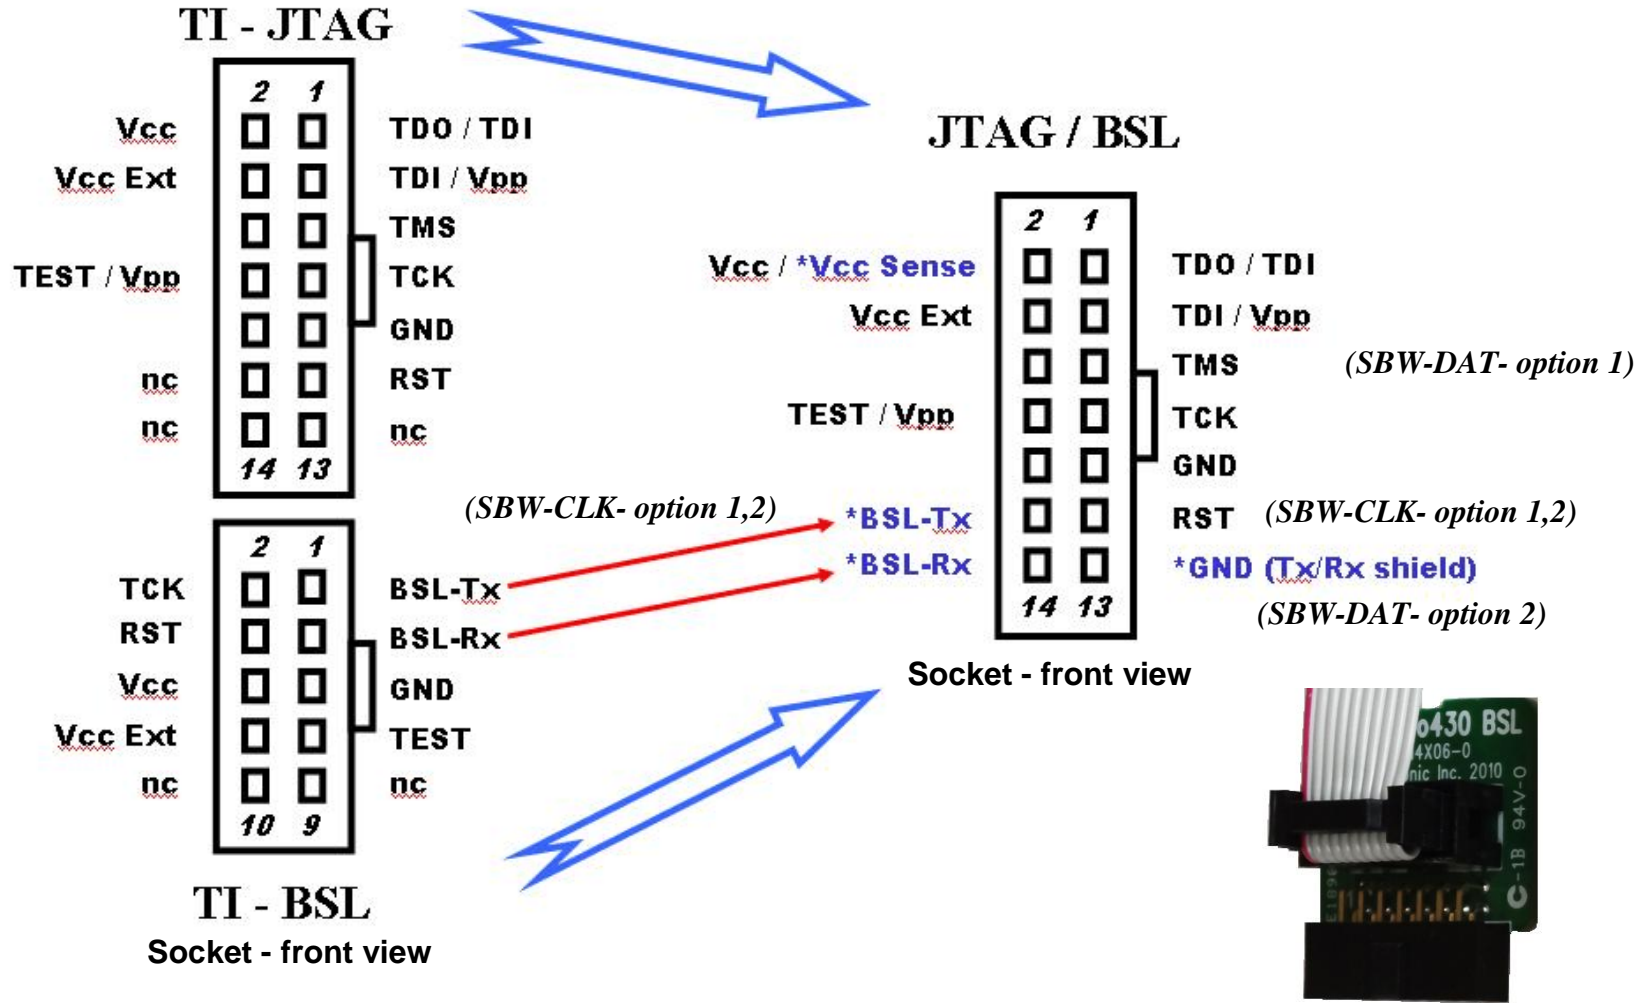 TI - JTAG
2 1
Vcc TDO / TDI
Vcc Ext TDI / Vpp
TMS
TEST / Vpp TCK
GND
nc RST
nc nc
14 13
2 1
TCK BSL-Tx
RST BSL-Rx
Vcc GND
Vcc Ext TEST
nc nc
10 9
TI - BSL
Socket - front view
(SBW-CLK- option 1,2)
JTAG / BSL
2 1
Vcc / *Vcc Sense TDO / TDI
Vcc Ext TDI / Vpp
TMS (SBW-DAT- option 1)
TEST / Vpp TCK
GND
*BSL-Tx RST (SBW-CLK- option 1,2)
*BSL-Rx *GND (Tx/Rx shield)
14 13 (SBW-DAT- option 2)
Socket - front view
o430 BSL
4X06-0
nic Inc. 2010
C-1B 94V-0